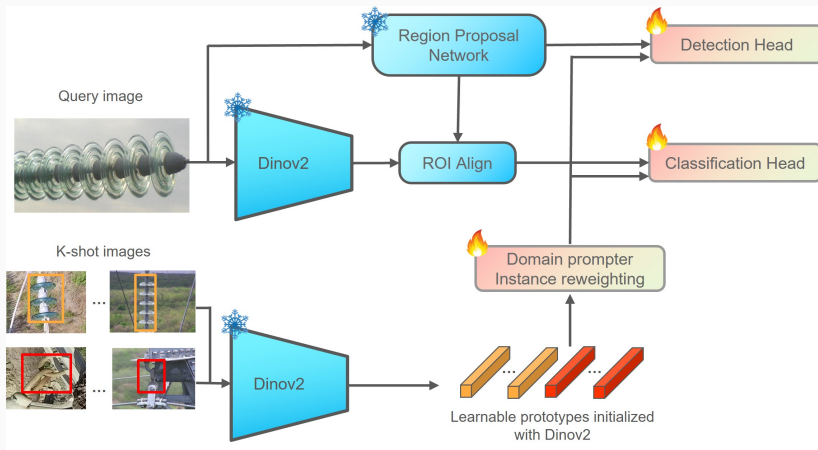 Query image
Region Proposal
Network
Detection Head
Dinov2
ROI Align
Classification Head
K-shot images
...
...
Dinov2
Domain prompter
Instance reweighting
...
...
Learnable prototypes initialized
with Dinov2